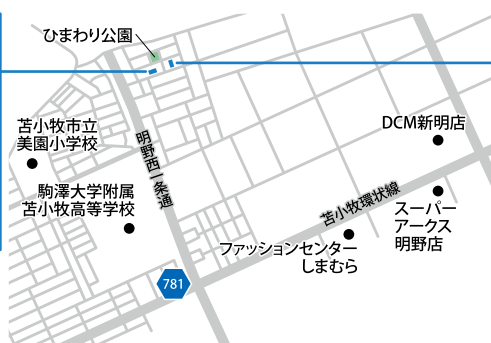 ひまわり公園
DCM新明店
苫小牧市立
美園小学校
明野西一条通
駒澤大学附属
苫小牧高等学校
苫小牧環状線
スーパー
アークス
明野店
ファッションセンター
しまむら
781